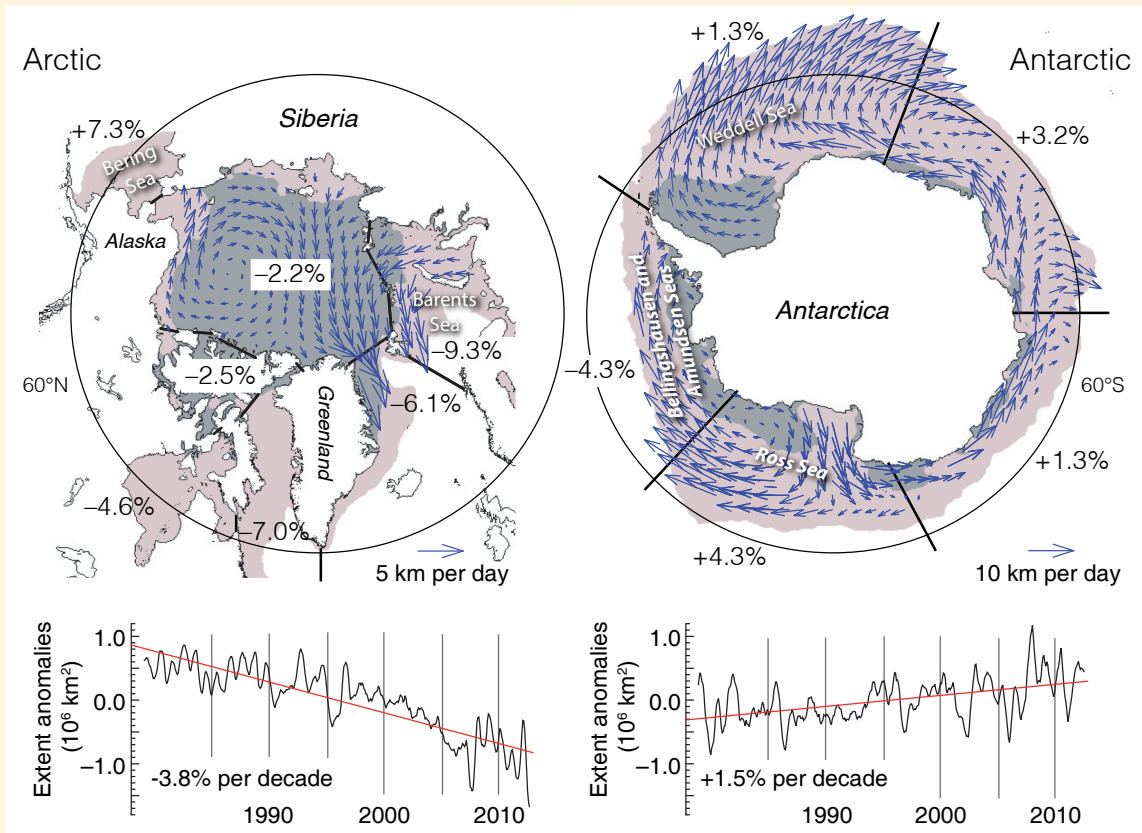 Arctic
Siberia
+7.3%
Bering
Sea
Alaska
−2.2%
Barents
Sea
−9.3%
−2.5%
60°N
−6.1%
Greenland
−4.6%
−7.0%
5 km per day
Antarctic
+1.3%
Weddell Sea
+3.2%
Antarctica
Bellingshausen and
Amundsen Seas
−4.3%
60°S
Ross Sea
+1.3%
+4.3%
10 km per day
Extent anomalies
(10⁶ km²)
1.0
0.0
−1.0
-3.8% per decade
1990
2000
2010
Extent anomalies
(10⁶ km²)
1.0
0.0
−1.0
+1.5% per decade
1990
2000
2010